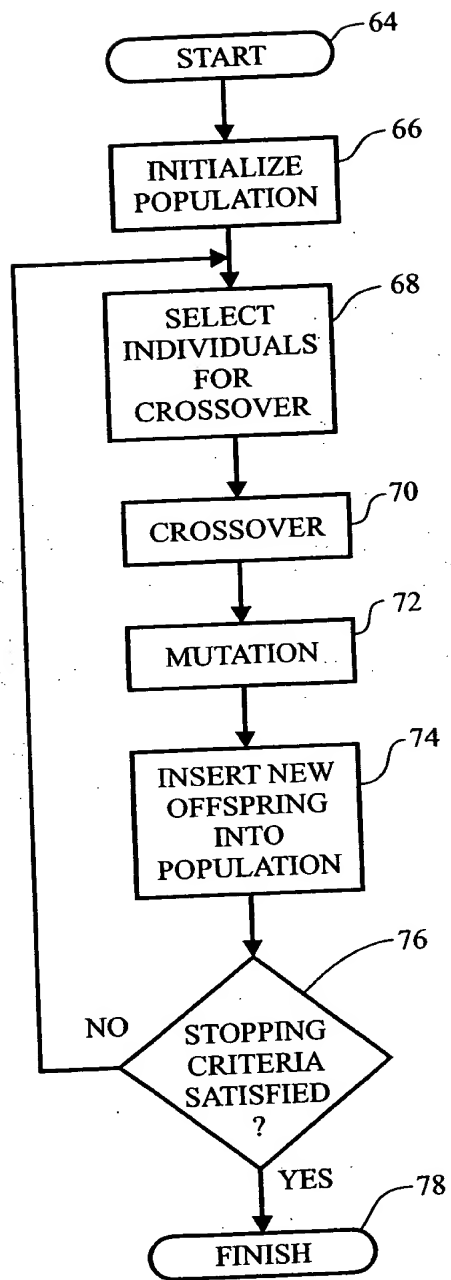 64
START
66
INITIALIZE
POPULATION
68
SELECT
INDIVIDUALS
FOR
CROSSOVER
70
CROSSOVER
72
MUTATION
74
INSERT NEW
OFFSPRING
INTO
POPULATION
76
NO
STOPPING
CRITERIA
SATISFIED
?
YES
78
FINISH